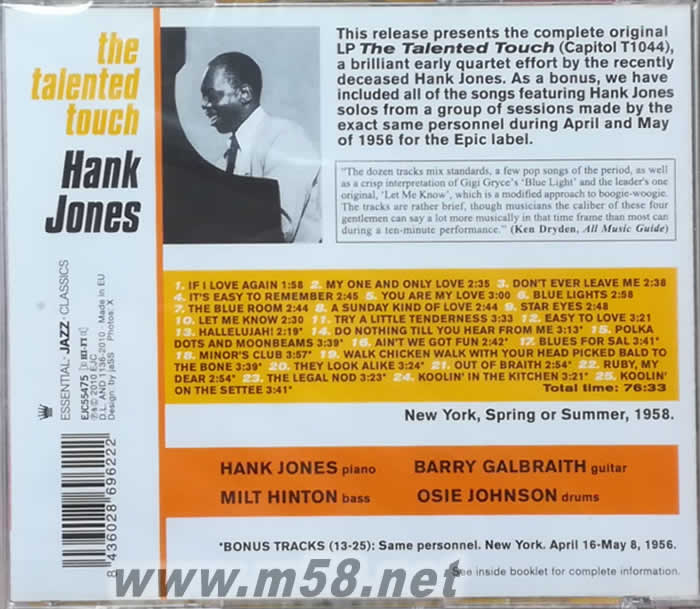 the
talented
touch
Hank
Jones
This release presents the complete original
LP The Talented Touch (Capitol T1044),
a brilliant early quartet effort by the recently
deceased Hank Jones. As a bonus, we have
included all of the songs featuring Hank Jones
solos from a group of sessions made by the
exact same personnel during April and May
of 1956 for the Epic label.
"The dozen tracks mix standards, a few pop songs of the period, as well
as a crisp interpretation of Gigi Gryce's 'Blue Light' and the leader's one
original, 'Let Me Know', which is a modified approach to boogie-woogie.
The tracks are rather brief, though musicians the caliber of these four
gentlemen can say a lot more musically in that time frame than most can
during a ten-minute performance." (Ken Dryden, All Music Guide)
1. IF I LOVE AGAIN 1:58 2. MY ONE AND ONLY LOVE 2:35 3. DON'T EVER LEAVE ME 2:38
4. IT'S EASY TO REMEMBER 2:45 5. YOU ARE MY LOVE 3:00 6. BLUE LIGHTS 2:58
7. THE BLUE ROOM 2:44 8. A SUNDAY KIND OF LOVE 2:44 9. STAR EYES 2:48
10. LET ME KNOW 2:30 11. TRY A LITTLE TENDERNESS 3:33 12. EASY TO LOVE 3:21
13. HALLELUJAH! 2:19* 14. DO NOTHING TILL YOU HEAR FROM ME 3:13* 15. POLKA
DOTS AND MOONBEAMS 3:39* 16. AIN'T WE GOT FUN 2:42* 17. BLUES FOR SAL 3:41*
18. MINOR'S CLUB 3:57* 19. WALK CHICKEN WALK WITH YOUR HEAD PICKED BALD TO
THE BONE 3:39* 20. THEY LOOK ALIKE 3:24* 21. OUT OF BRAITH 2:54* 22. RUBY, MY
DEAR 2:54* 23. THE LEGAL NOD 3:23* 24. KOOLIN' IN THE KITCHEN 3:21* 25. KOOLIN'
ON THE SETTEE 3:41* Total time: 76:33
New York, Spring or Summer, 1958.
HANK JONES piano BARRY GALBRAITH guitar
MILT HINTON bass OSIE JOHNSON drums
*BONUS TRACKS (13-25): Same personnel. New York. April 16-May 8, 1956.
See inside booklet for complete information.
ESSENTIAL · JAZZ · CLASSICS
EJC55475 HI-FI
℗&© 2010 EJC
D.L. AND 1136-2010 · Made in EU
Design: by jaSS Photos: X
8 436028 696222
www.m58.net